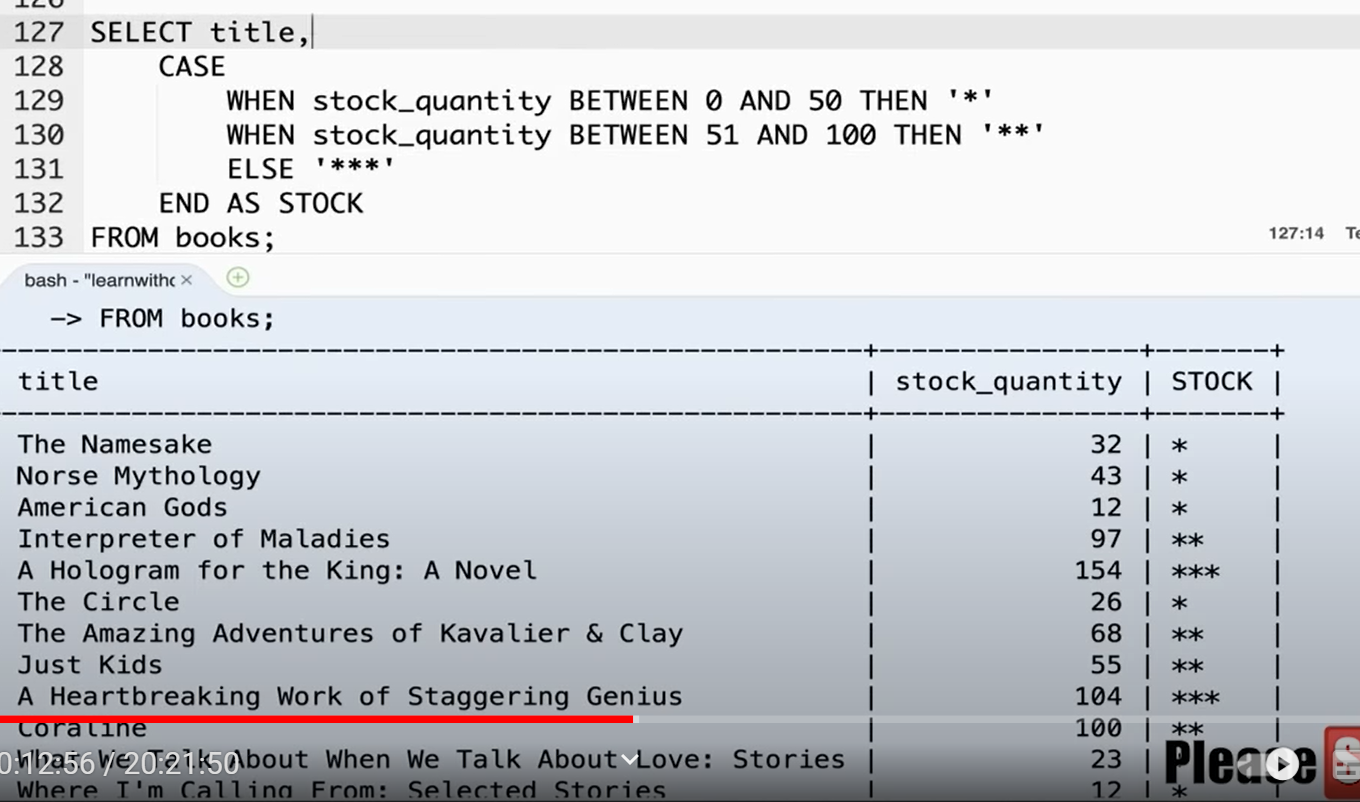 126
127 SELECT title,
128 CASE
129 WHEN stock_quantity BETWEEN 0 AND 50 THEN '*'
130 WHEN stock_quantity BETWEEN 51 AND 100 THEN '**'
131 ELSE '***'
132 END AS STOCK
133 FROM books;
127:14 Te
bash - "learnwithc ×
-> FROM books;
title | stock_quantity | STOCK |
The Namesake | 32 | * |
Norse Mythology | 43 | * |
American Gods | 12 | * |
Interpreter of Maladies | 97 | ** |
A Hologram for the King: A Novel | 154 | *** |
The Circle | 26 | * |
The Amazing Adventures of Kavalier & Clay | 68 | ** |
Just Kids | 55 | ** |
A Heartbreaking Work of Staggering Genius | 104 | *** |
Coraline | 100 | **
What We Talk About When We Talk About Love: Stories | 23 |
0:12:56 / 20:21:50
Please S
Where I'm Calling From: Selected Stories | 12 | *